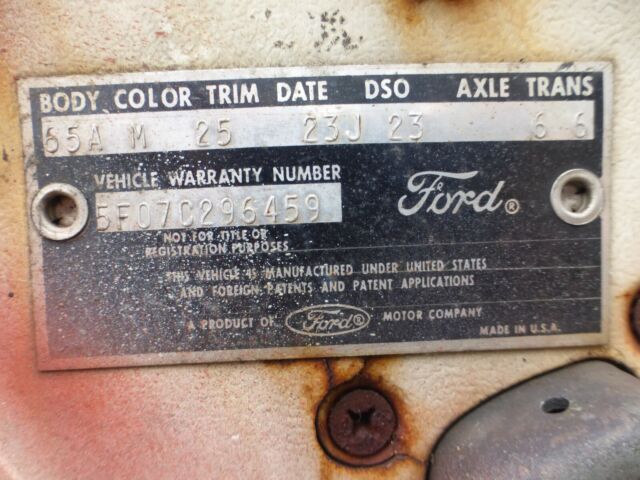 BODY COLOR TRIM DATE DSO AXLE TRANS
65A M 25 23J 23 6 6
VEHICLE WARRANTY NUMBER
5F07C296459
Ford®
NOT FOR TITLE OR
REGISTRATION PURPOSES
THIS VEHICLE IS MANUFACTURED UNDER UNITED STATES
AND FOREIGN PATENTS AND PATENT APPLICATIONS
A PRODUCT OF Ford® MOTOR COMPANY
MADE IN U.S.A.